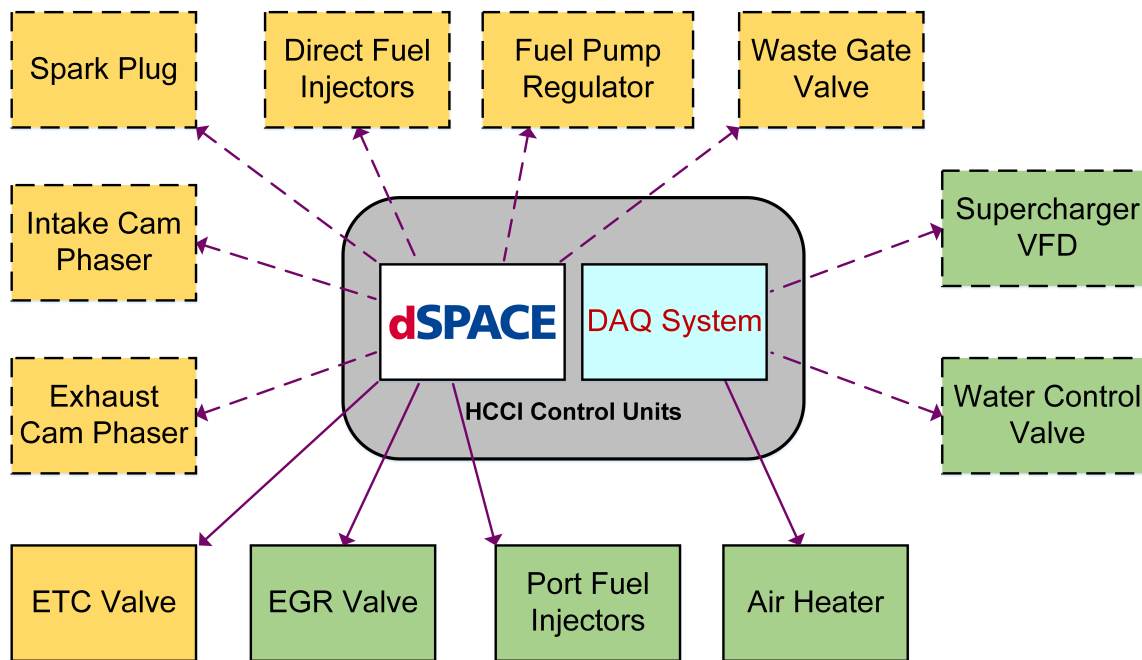 Spark Plug
Direct Fuel
Injectors
Fuel Pump
Regulator
Waste Gate
Valve
Intake Cam
Phaser
Supercharger
VFD
dSPACE
DAQ System
HCCI Control Units
Exhaust
Cam Phaser
Water Control
Valve
ETC Valve
EGR Valve
Port Fuel
Injectors
Air Heater